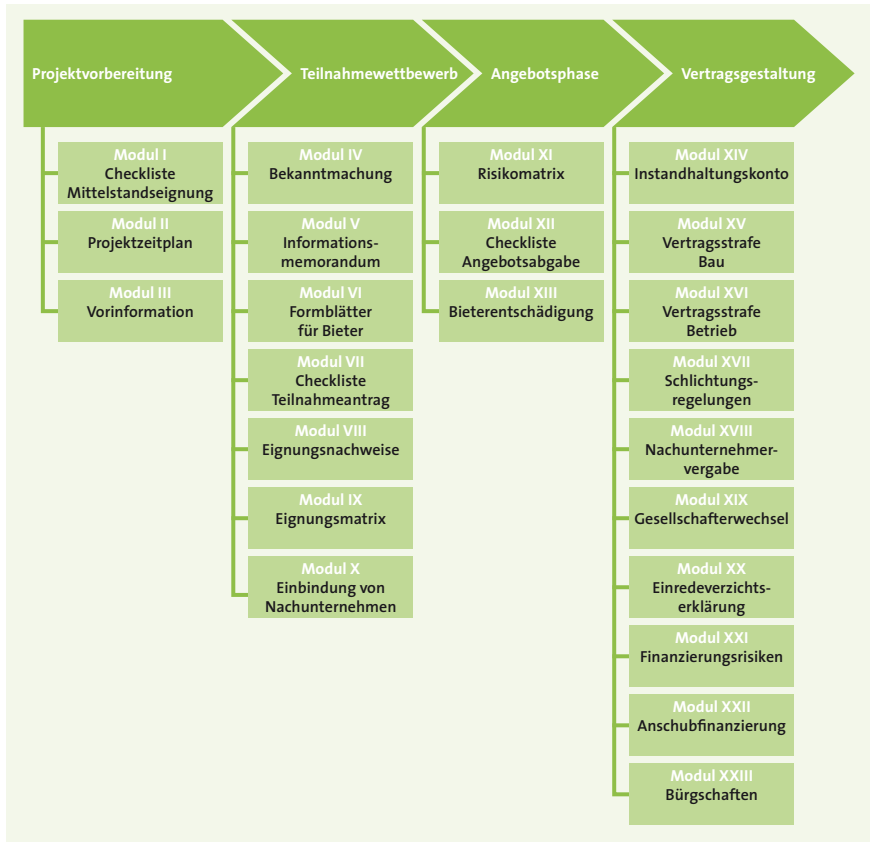 Projektvorbereitung
Teilnahmewettbewerb
Angebotsphase
Vertragsgestaltung
Modul I
Checkliste
Mittelstandseignung
Modul II
Projektzeitplan
Modul III
Vorinformation
Modul IV
Bekanntmachung
Modul V
Informations-
memorandum
Modul VI
Formblätter
für Bieter
Modul VII
Checkliste
Teilnahmeantrag
Modul VIII
Eignungsnachweise
Modul IX
Eignungsmatrix
Modul X
Einbindung von
Nachunternehmen
Modul XI
Risikomatrix
Modul XII
Checkliste
Angebotsabgabe
Modul XIII
Bieterentschädigung
Modul XIV
Instandhaltungskonto
Modul XV
Vertragsstrafe
Bau
Modul XVI
Vertragsstrafe
Betrieb
Modul XVII
Schlichtungs-
regelungen
Modul XVIII
Nachunternehmer-
vergabe
Modul XIX
Gesellschafterwechsel
Modul XX
Einredeverzichts-
erklärung
Modul XXI
Finanzierungsrisiken
Modul XXII
Anschubfinanzierung
Modul XXIII
Bürgschaften